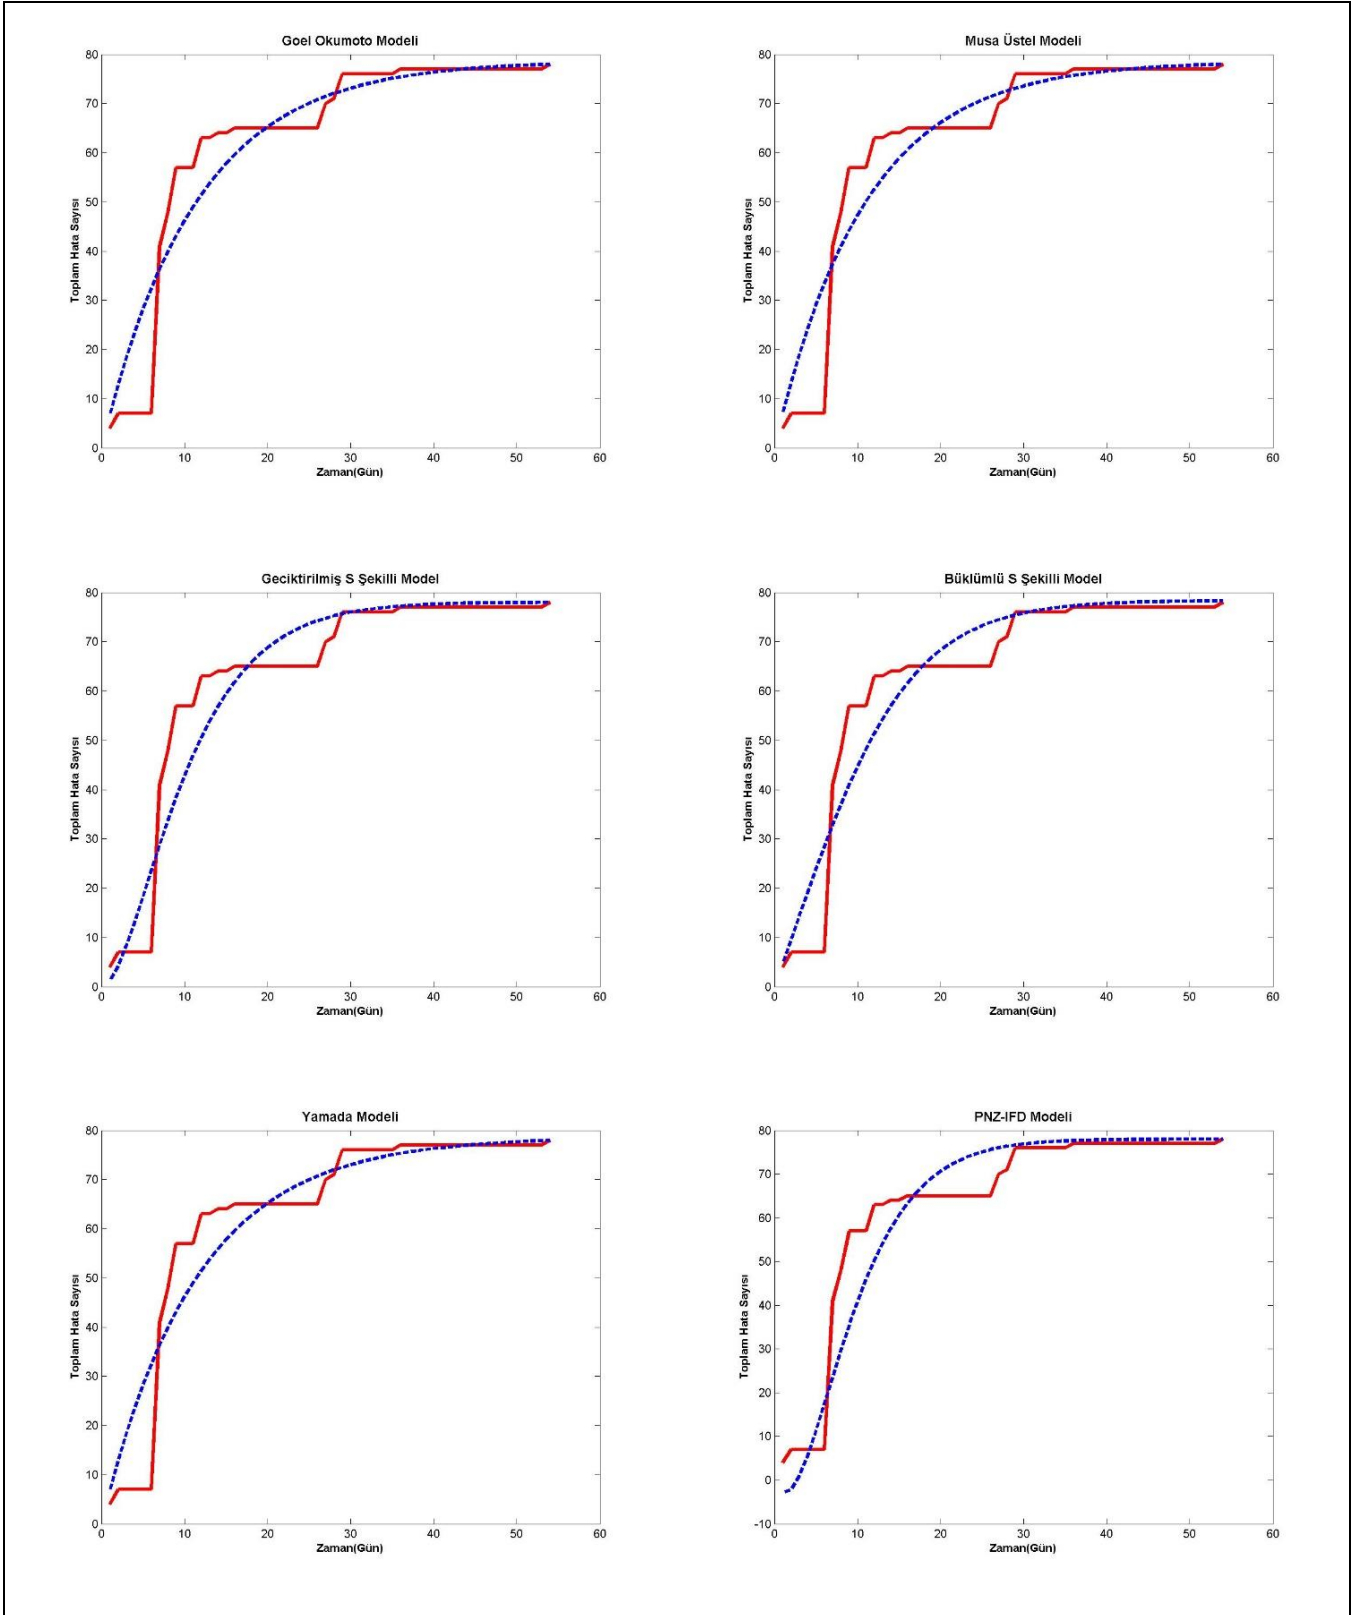 Goel Okumoto Modeli
80
70
60
50
40
30
20
10
0
Toplam Hata Sayısı
0 10 20 30 40 50 60
Zaman(Gün)
Musa Üstel Modeli
80
70
60
50
40
30
20
10
0
Toplam Hata Sayısı
0 10 20 30 40 50 60
Zaman(Gün)
Geciktirilmiş S Şekilli Model
80
70
60
50
40
30
20
10
0
Toplam Hata Sayısı
0 10 20 30 40 50 60
Zaman(Gün)
Büklümlü S Şekilli Model
80
70
60
50
40
30
20
10
0
Toplam Hata Sayısı
0 10 20 30 40 50 60
Zaman(Gün)
Yamada Modeli
80
70
60
50
40
30
20
10
0
Toplam Hata Sayısı
0 10 20 30 40 50 60
Zaman(Gün)
PNZ-IFD Modeli
80
70
60
50
40
30
20
10
0
-10
Toplam Hata Sayısı
0 10 20 30 40 50 60
Zaman(Gün)